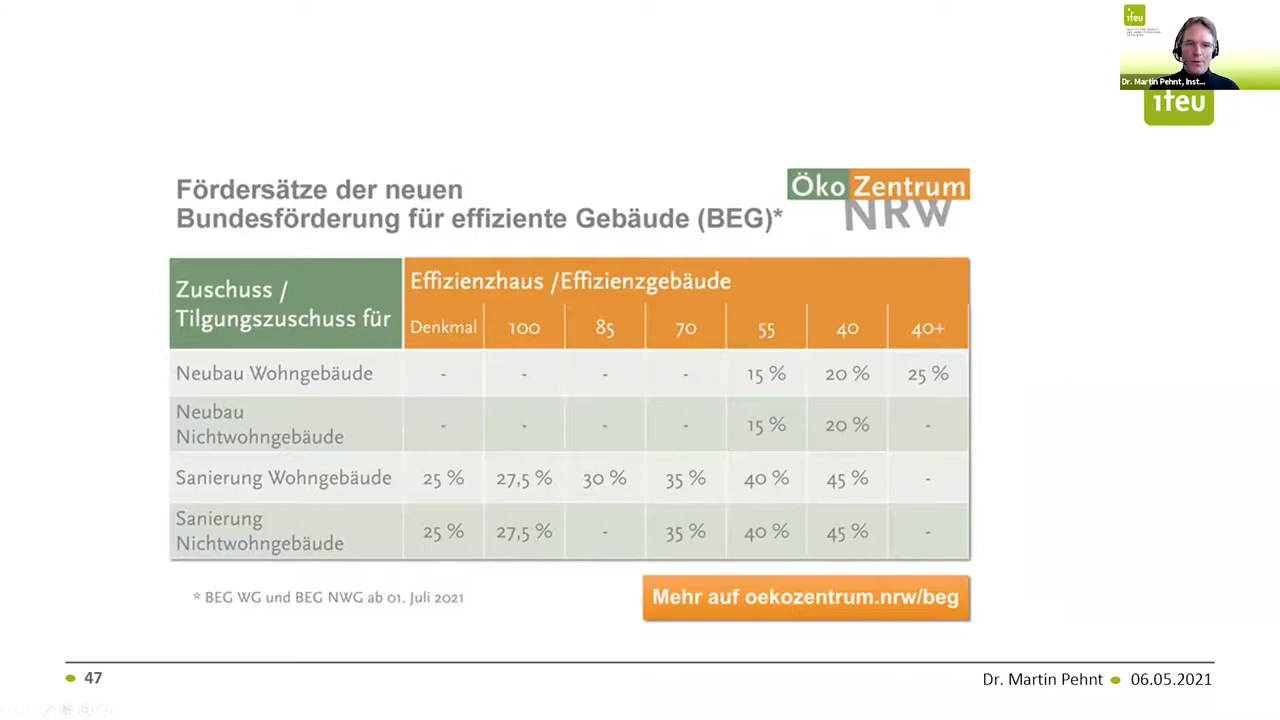 ifeu
Dr. Martin Pehnt, Inst...
ifeu
Fördersätze der neuen
Bundesförderung für effiziente Gebäude (BEG)*
Öko Zentrum
NRW
Zuschuss /
Tilgungszuschuss für
Effizienzhaus /Effizienzgebäude
Denkmal 100 85 70 55 40 40+
Neubau Wohngebäude - - - - 15 % 20 % 25 %
Neubau
Nichtwohngebäude - - - - 15 % 20 % -
Sanierung Wohngebäude 25 % 27,5 % 30 % 35 % 40 % 45 % -
Sanierung
Nichtwohngebäude 25 % 27,5 % - 35 % 40 % 45 % -
* BEG WG und BEG NWG ab 01. Juli 2021
Mehr auf oekozentrum.nrw/beg
47
Dr. Martin Pehnt 06.05.2021